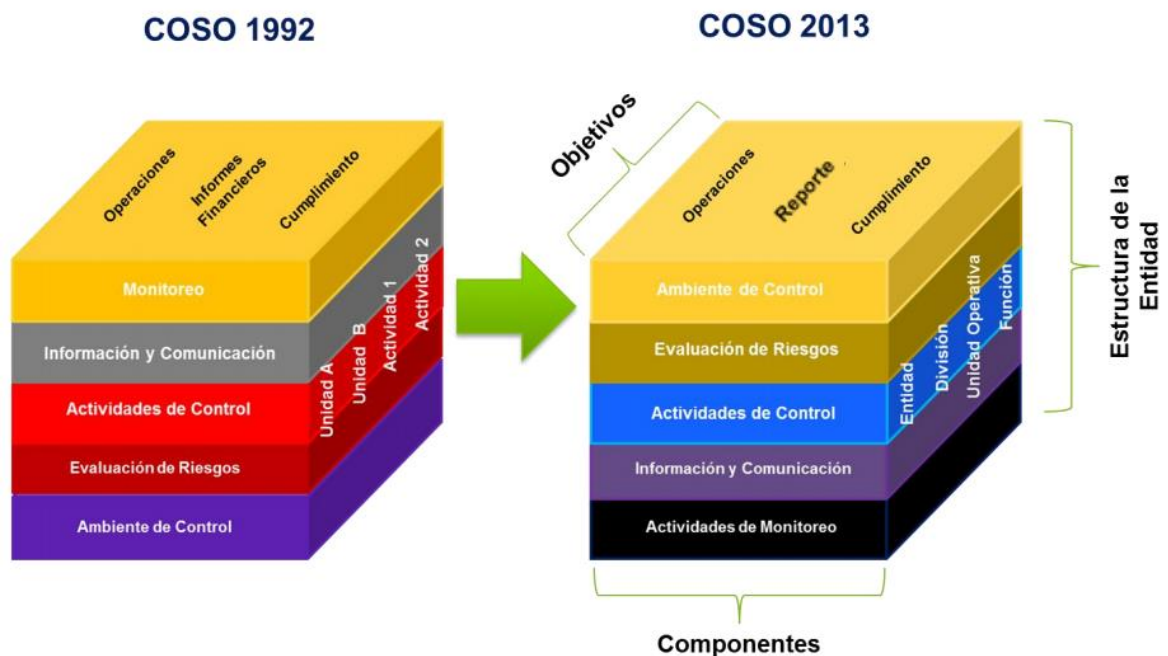 COSO 1992
Operaciones
Informes
Financieros
Cumplimiento
Monitoreo
Información y Comunicación
Actividades de Control
Evaluación de Riesgos
Ambiente de Control
Unidad A
Unidad B
Actividad 1
Actividad 2
COSO 2013
Objetivos
Operaciones
Reporte
Cumplimiento
Ambiente de Control
Evaluación de Riesgos
Actividades de Control
Información y Comunicación
Actividades de Monitoreo
Entidad
División
Unidad Operativa
Función
Estructura de la
Entidad
Componentes